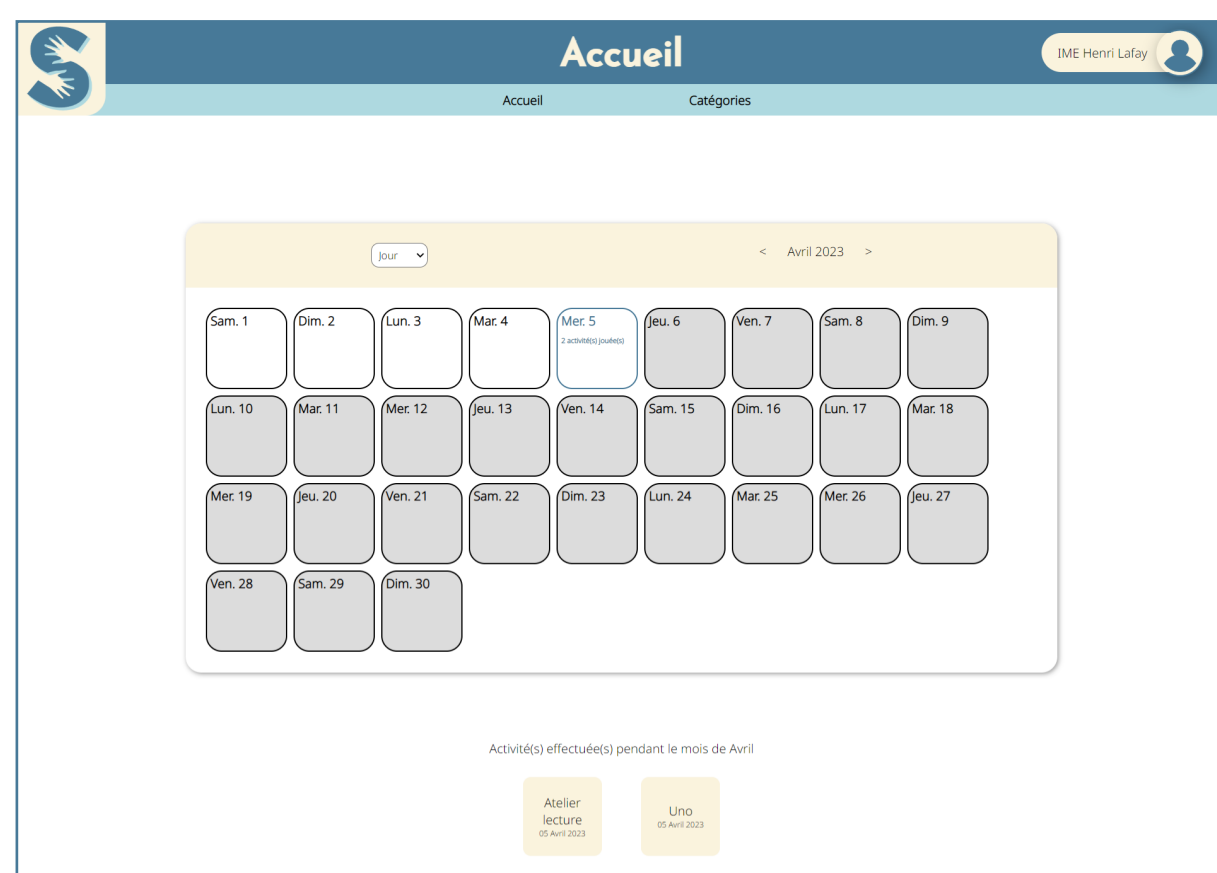 Accueil
IME Henri Lafay
Accueil Catégories
Jour < Avril 2023 >
Sam. 1 Dim. 2 Lun. 3 Mar. 4 Mer. 5 Jeu. 6 Ven. 7 Sam. 8 Dim. 9
2 activité(s) jouée(s)
Lun. 10 Mar. 11 Mer. 12 Jeu. 13 Ven. 14 Sam. 15 Dim. 16 Lun. 17 Mar. 18
Mer. 19 Jeu. 20 Ven. 21 Sam. 22 Dim. 23 Lun. 24 Mar. 25 Mer. 26 Jeu. 27
Ven. 28 Sam. 29 Dim. 30
Activité(s) effectuée(s) pendant le mois de Avril
Atelier
lecture
05 Avril 2023
Uno
05 Avril 2023